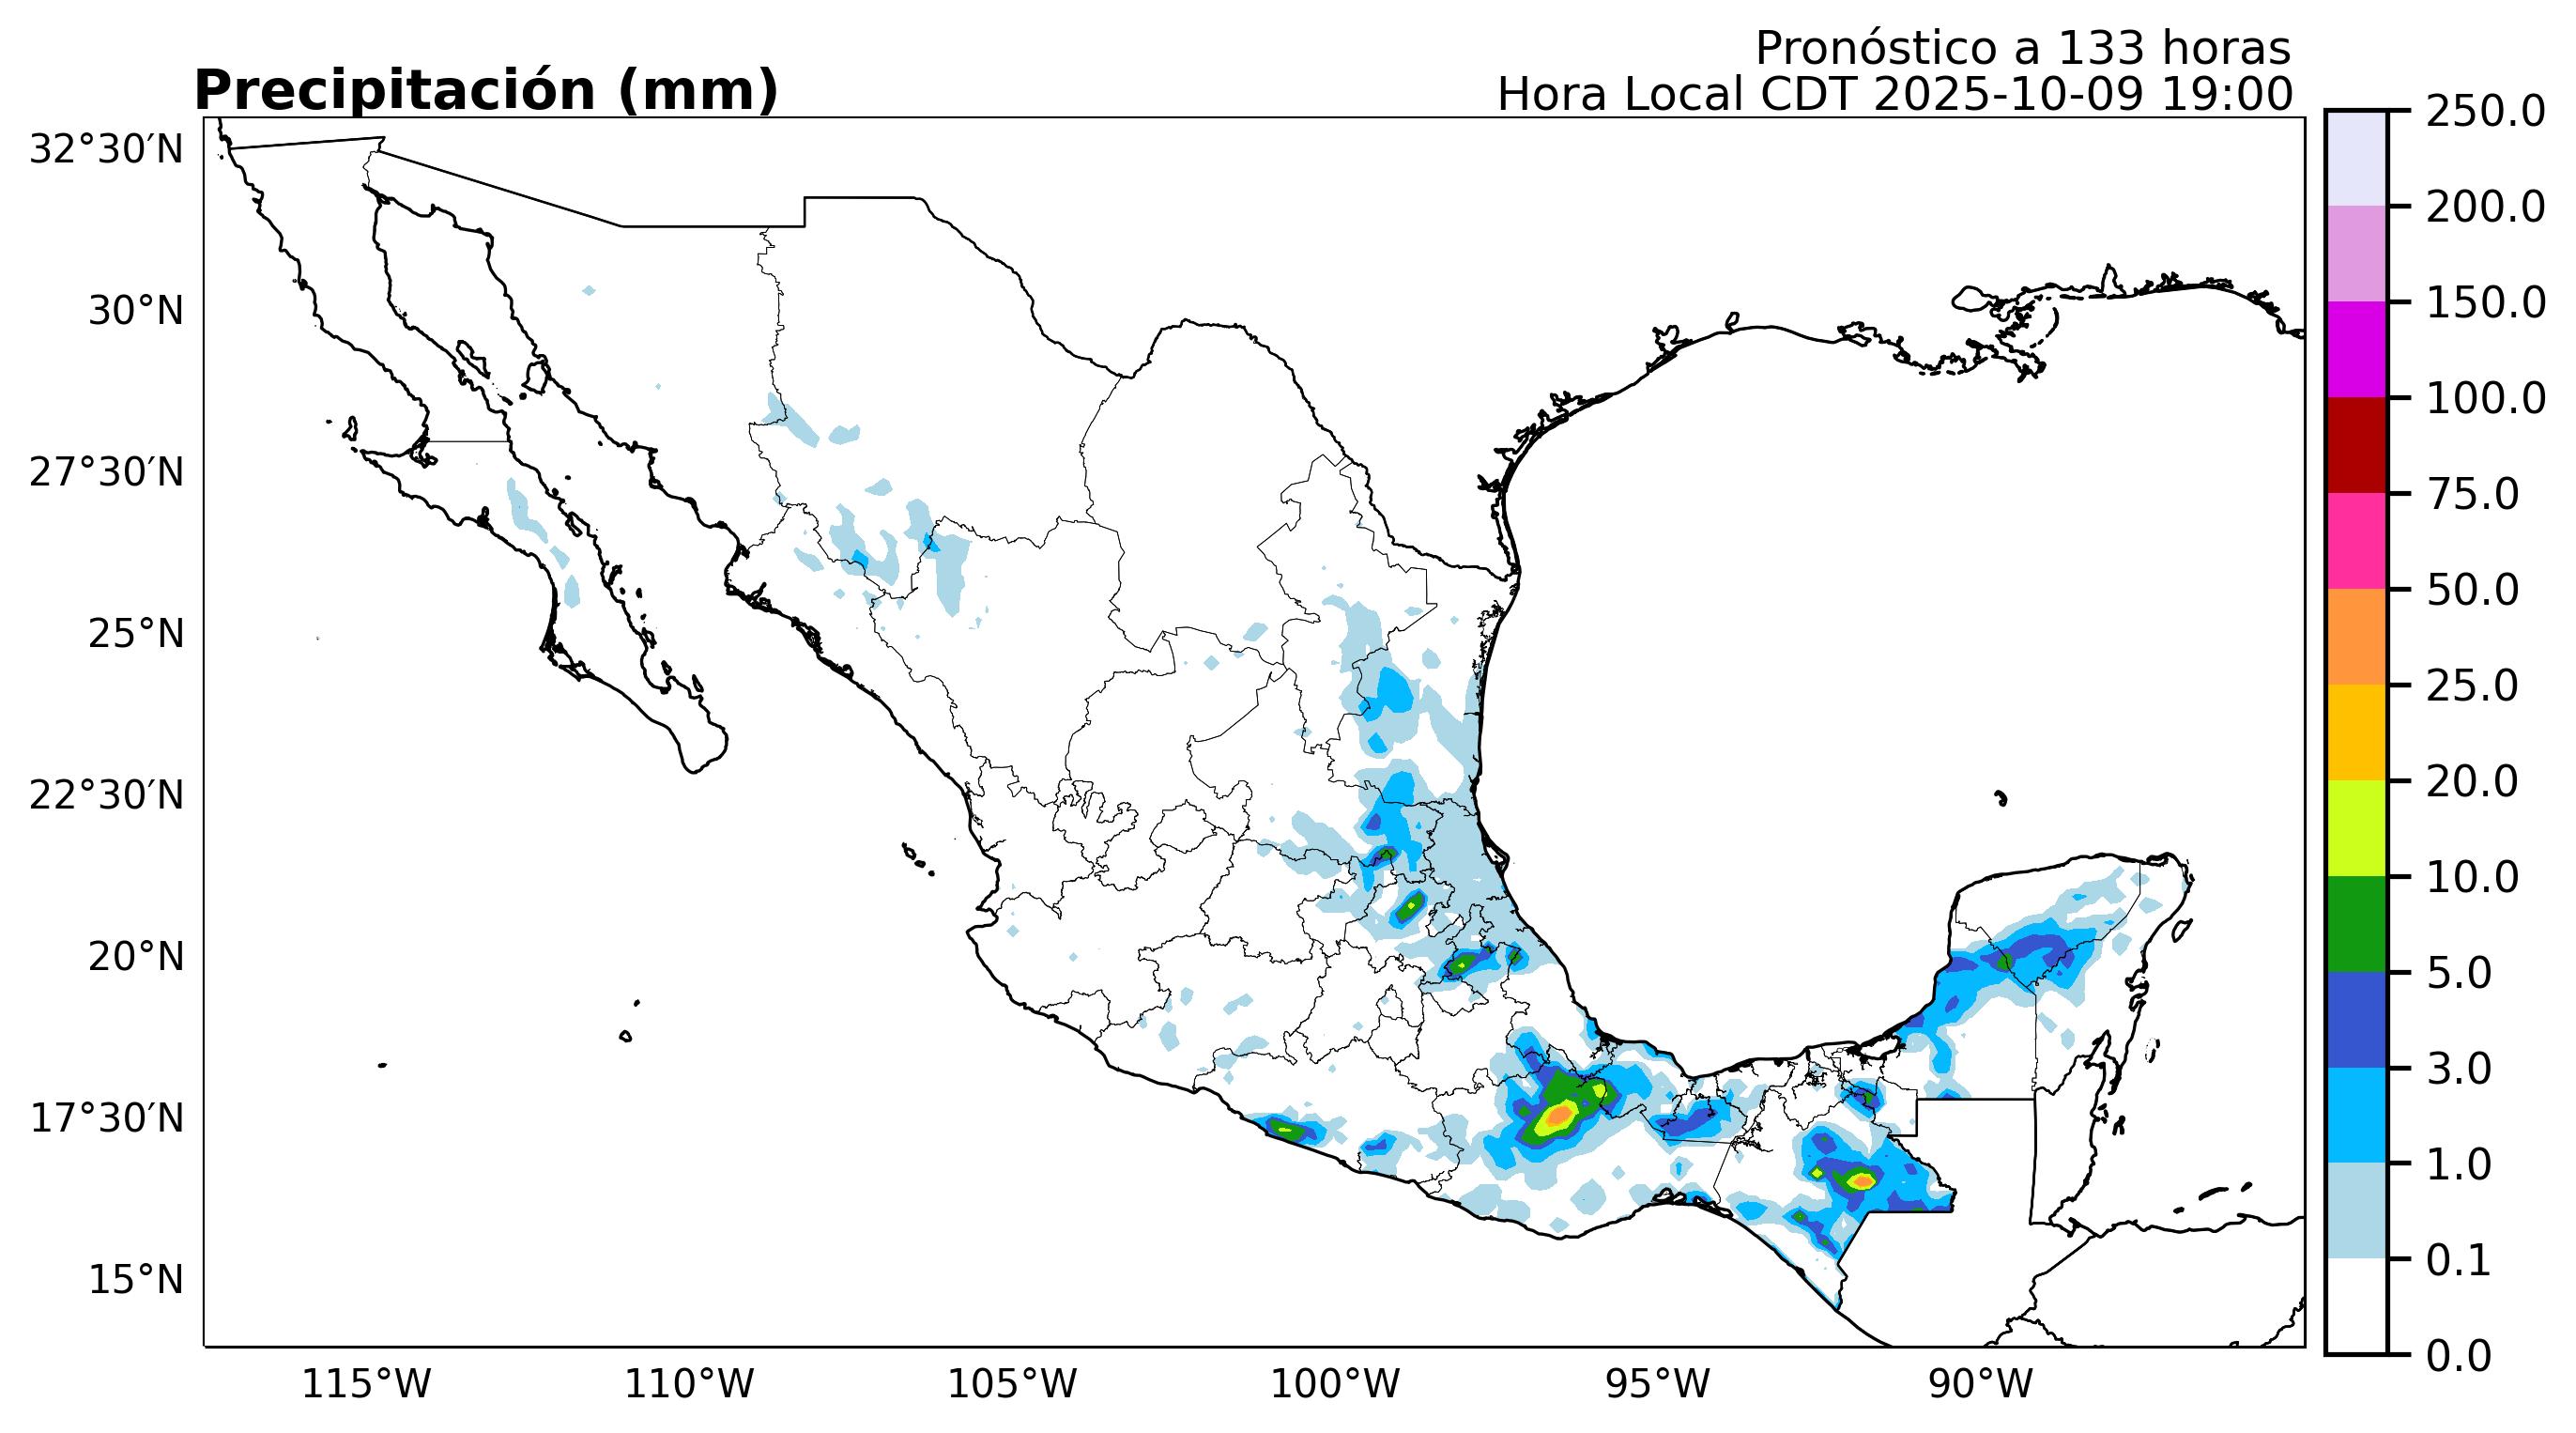 Pronóstico a 133 horas
Precipitación (mm)
Hora Local CDT 2025-10-09 19:00
32°30′N
30°N
27°30′N
25°N
22°30′N
20°N
17°30′N
15°N
115°W
110°W
105°W
100°W
95°W
90°W
250.0
200.0
150.0
100.0
75.0
50.0
25.0
20.0
10.0
5.0
3.0
1.0
0.1
0.0